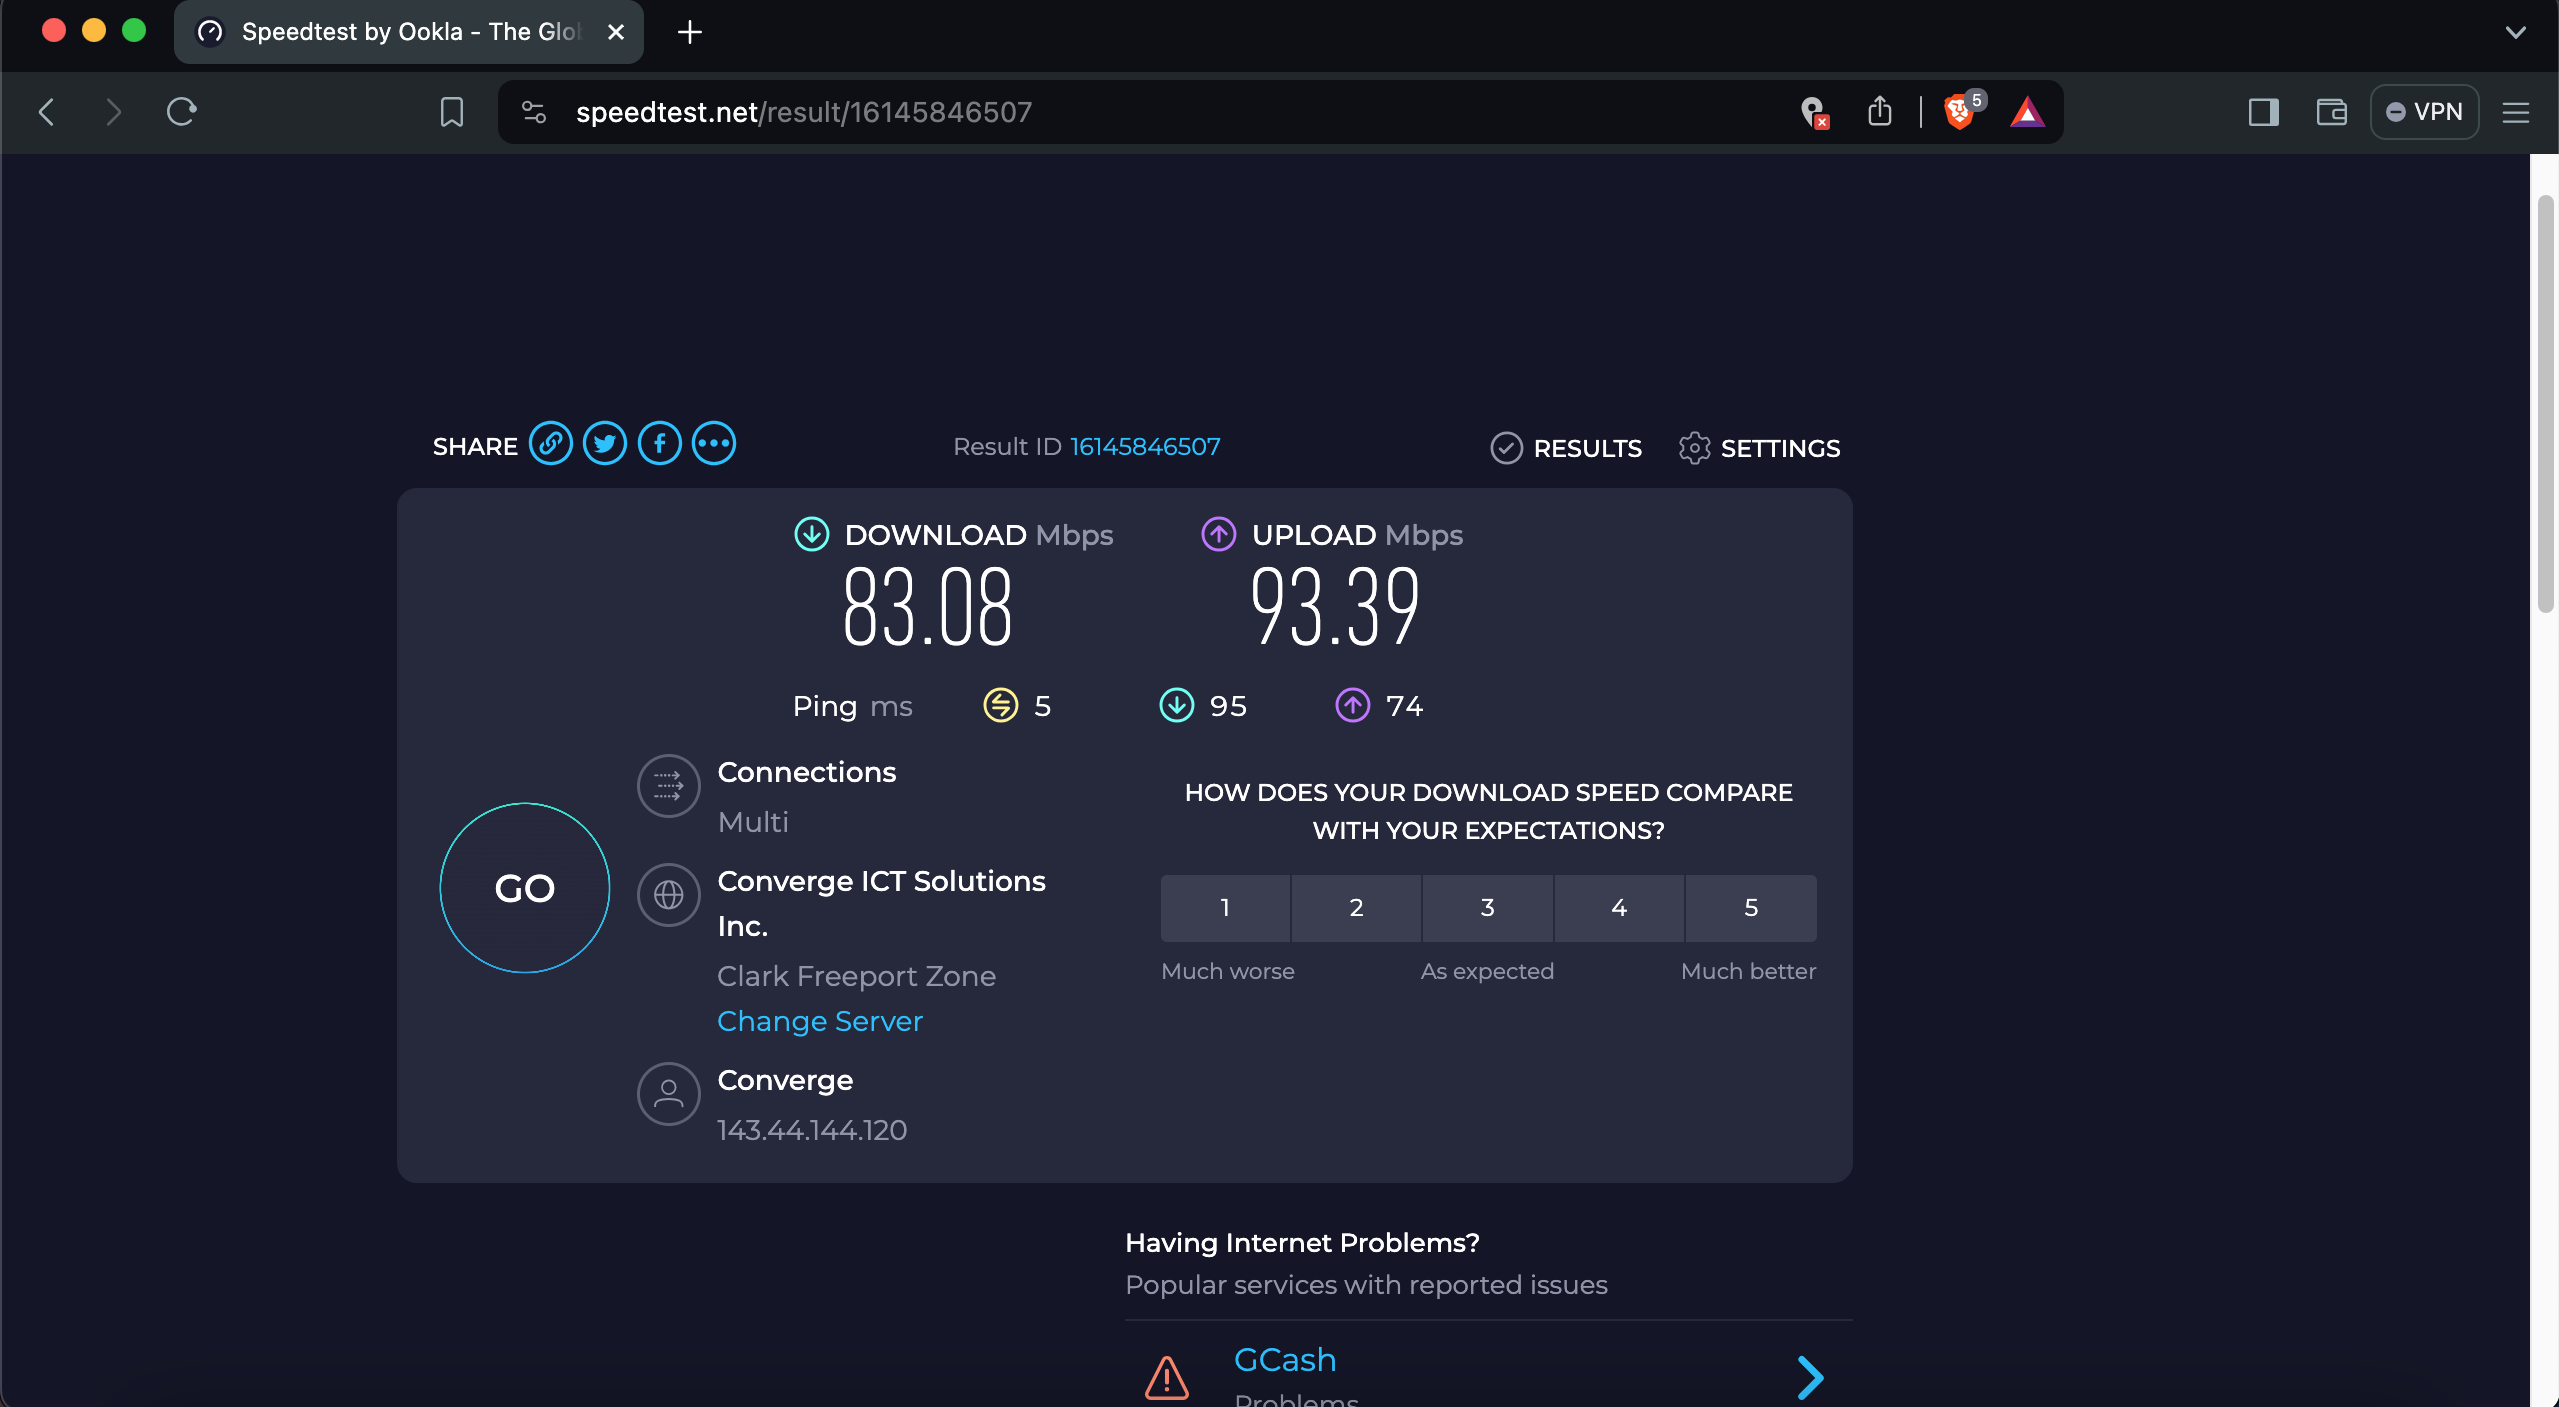 Speedtest by Ookla - The Glob
speedtest.net/result/16145846507
5
VPN
SHARE
Result ID 16145846507
RESULTS
SETTINGS
DOWNLOAD Mbps
83.08
UPLOAD Mbps
93.39
Ping ms 5 95 74
GO
Connections
Multi
Converge ICT Solutions
Inc.
Clark Freeport Zone
Change Server
Converge
143.44.144.120
HOW DOES YOUR DOWNLOAD SPEED COMPARE
WITH YOUR EXPECTATIONS?
1 2 3 4 5
Much worse As expected Much better
Having Internet Problems?
Popular services with reported issues
GCash
Problems